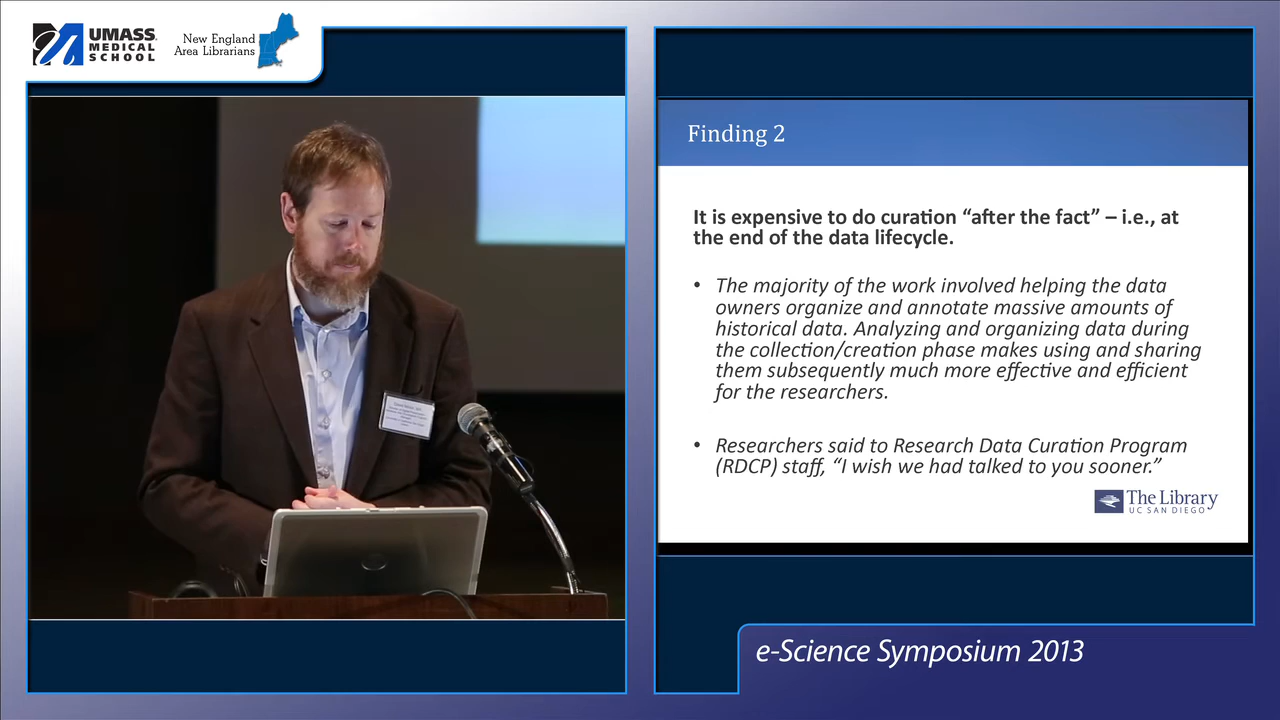 UMASS
MEDICAL
SCHOOL
New England
Area Librarians
Finding 2
It is expensive to do curation “after the fact” – i.e., at
the end of the data lifecycle.
• The majority of the work involved helping the data
owners organize and annotate massive amounts of
historical data. Analyzing and organizing data during
the collection/creation phase makes using and sharing
them subsequently much more effective and efficient
for the researchers.
• Researchers said to Research Data Curation Program
(RDCP) staff, “I wish we had talked to you sooner.”
The Library
UC SAN DIEGO
e-Science Symposium 2013